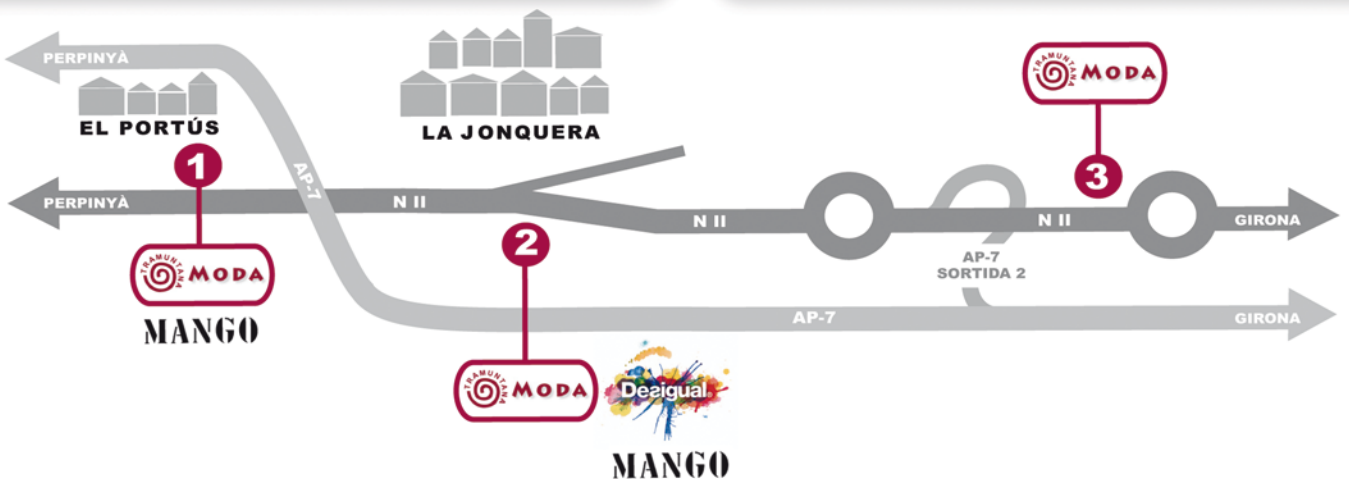 PERPINYÀ
EL PORTÚS
LA JONQUERA
TRAMUNTANA MODA
1
AP-7
3
PERPINYÀ
N II
N II
N II
GIRONA
2
AP-7
SORTIDA 2
TRAMUNTANA MODA
MANGO
AP-7
GIRONA
TRAMUNTANA MODA
Desigual.
MANGO